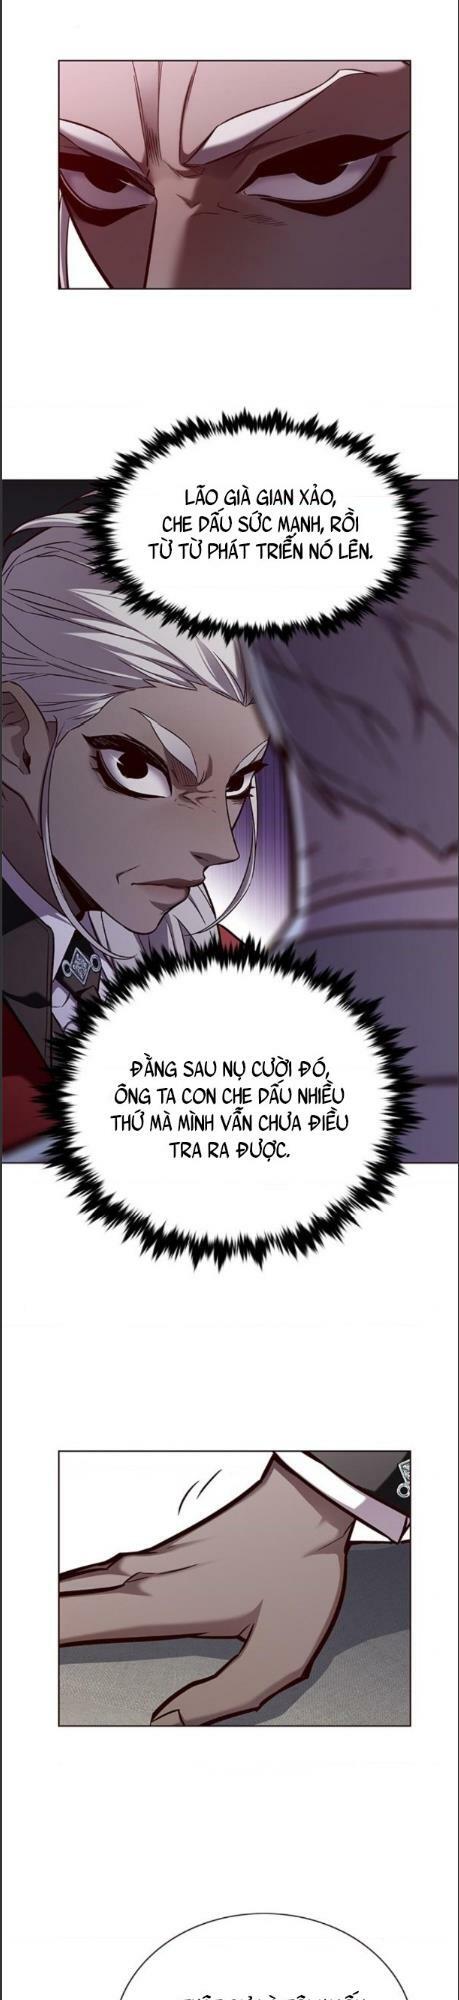 LÃO GIÀ GIAN XẢO,
CHE DẤU SỨC MẠNH, RỒI
TỪ TỪ PHÁT TRIỂN NÓ LÊN.
ĐẰNG SAU NỤ CƯỜI ĐÓ,
ÔNG TA CON CHE DẤU NHIỀU
THỨ MÀ MÌNH VẪN CHƯA ĐIỀU
TRA RA ĐƯỢC.